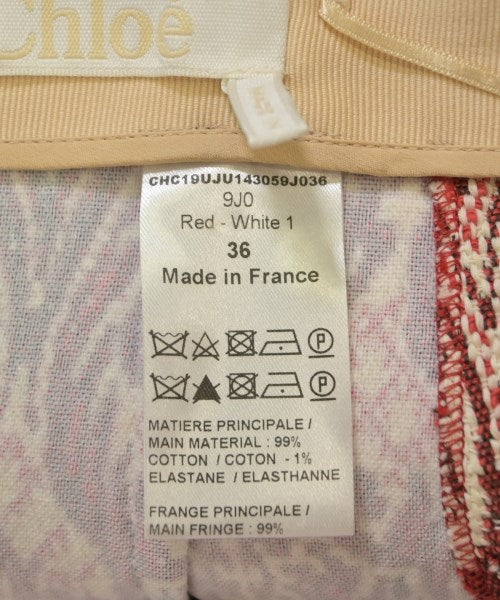 Chloé
CHC19UJU143059J036
9J0
Red - White 1
36
Made in France
MATIERE PRINCIPALE /
MAIN MATERIAL : 99%
COTTON / COTON - 1%
ELASTANE / ELASTHANNE
FRANGE PRINCIPALE /
MAIN FRINGE : 99%